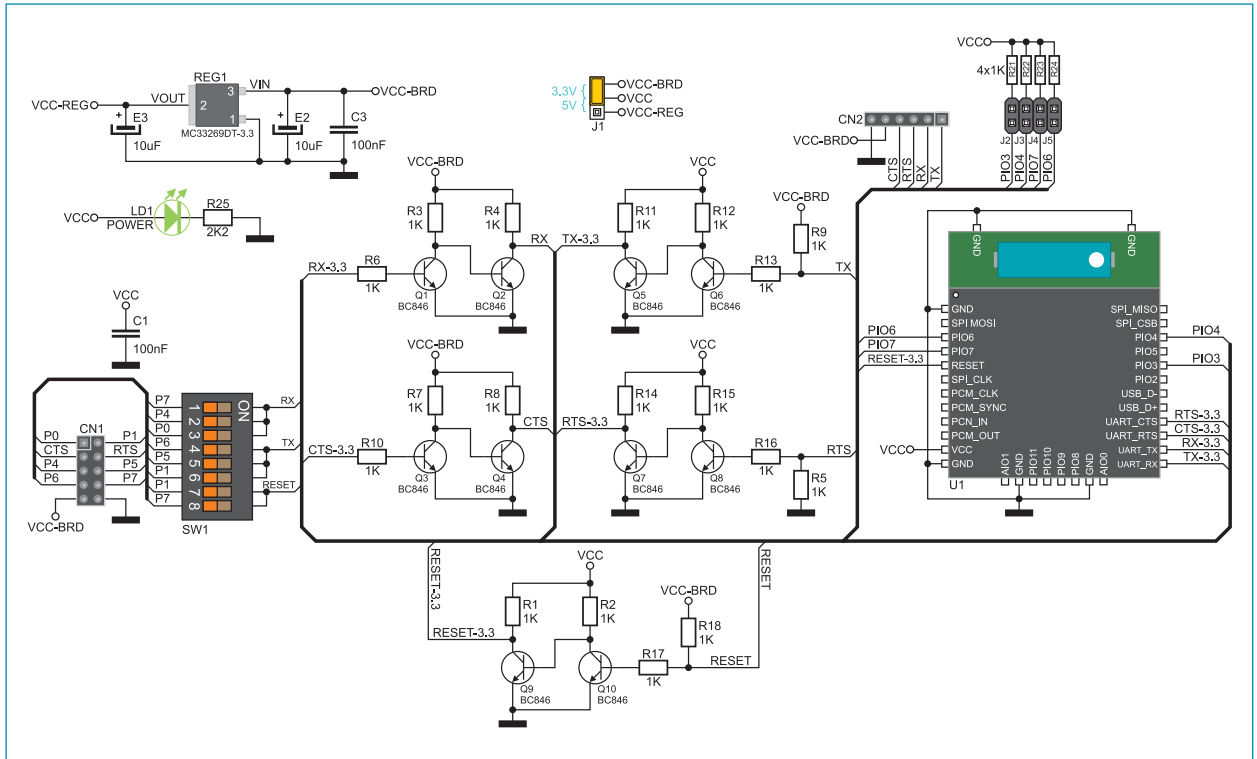 REG1
VCC-REG
VOUT
2
3
1
VIN
VCC-BRD
MC33269DT-3.3
E3
10uF
E2
10uF
C3
100nF
3.3V
5V
VCC-BRD
VCC
VCC-REG
J1
VCC
4x1K
R21
R22
R23
R24
J2
J3
J4
J5
PIO3
PIO4
PIO7
PIO6
CN2
VCC-BRD
CTS
RTS
RX
TX
VCC
LD1
POWER
R25
2K2
VCC
C1
100nF
VCC-BRD
R3
1K
R4
1K
RX-3.3
R6
1K
Q1
BC846
Q2
BC846
RX
TX-3.3
VCC
R11
1K
R12
1K
Q5
BC846
Q6
BC846
R13
1K
VCC-BRD
R9
1K
TX
VCC-BRD
R7
1K
R8
1K
CTS-3.3
R10
1K
Q3
BC846
Q4
BC846
CTS
RTS-3.3
VCC
R14
1K
R15
1K
Q7
BC846
Q8
BC846
R16
1K
RTS
R5
1K
CN1
P0
CTS
P4
P6
P1
RTS
P5
P7
VCC-BRD
P7
P4
P0
P6
P5
P1
P1
P7
1
2
3
4
5
6
7
8
ON
SW1
RX
TX
RESET
RESET-3.3
RESET-3.3
VCC
R1
1K
R2
1K
Q9
BC846
Q10
BC846
R17
1K
VCC-BRD
R18
1K
RESET
RESET
GND
GND
PIO6
PIO7
RESET-3.3
VCC
GND
SPI MOSI
PIO6
PIO7
RESET
SPI_CLK
PCM_CLK
PCM_SYNC
PCN_IN
PCM_OUT
VCC
GND
AIO1
GND
PIO11
PIO10
PIO9
PIO8
GND
AIO0
SPI_MISO
SPI_CSB
PIO4
PIO5
PIO3
PIO2
USB_D-
USB_D+
UART_CTS
UART_RTS
UART_TX
UART_RX
PIO4
PIO3
RTS-3.3
CTS-3.3
RX-3.3
TX-3.3
U1